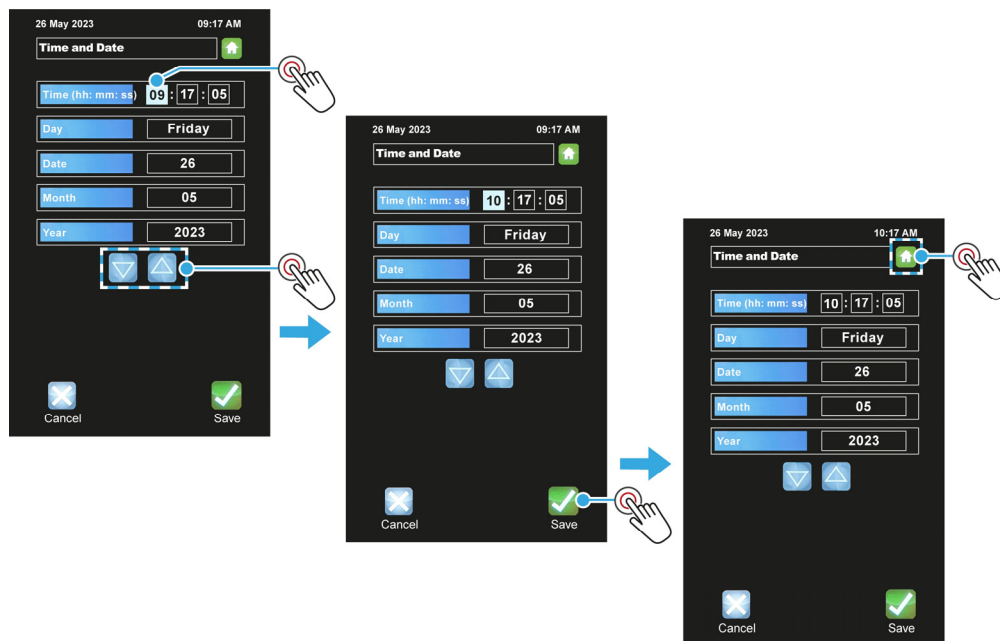 26 May 2023 09:17 AM
Time and Date
Time (hh: mm: ss) 09 : 17 : 05
Day Friday
Date 26
Month 05
Year 2023
Cancel Save
26 May 2023 09:17 AM
Time and Date
Time (hh: mm: ss) 10 : 17 : 05
Day Friday
Date 26
Month 05
Year 2023
Cancel Save
26 May 2023 10:17 AM
Time and Date
Time (hh: mm: ss) 10 : 17 : 05
Day Friday
Date 26
Month 05
Year 2023
Cancel Save